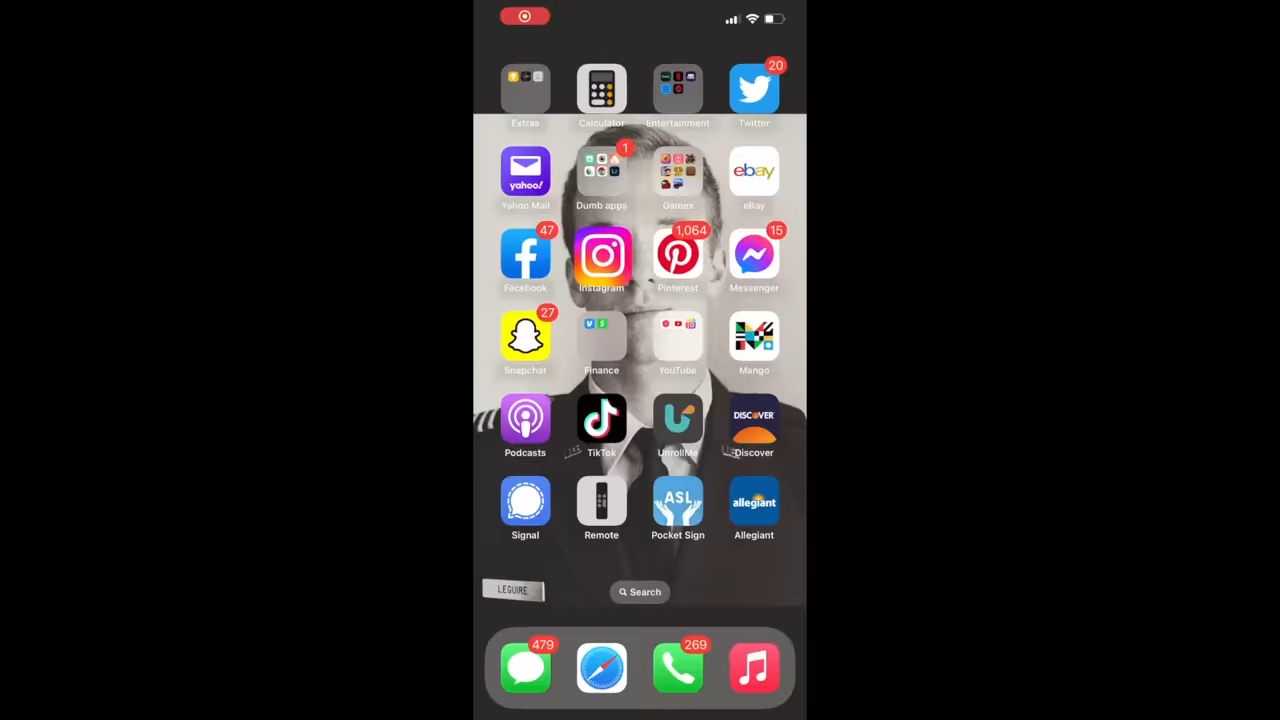 20
Extras Calculator Entertainment Twitter
1
yahoo! ebay
Yahoo Mail Dumb apps Games eBay
47 1,064 15
Facebook Instagram Pinterest Messenger
27
Snapchat Finance YouTube Mango
DISCOVER
Podcasts TikTok UnrollMe Discover
ASL allegiant
Signal Remote Pocket Sign Allegiant
LEGUIRE
Search
479 269